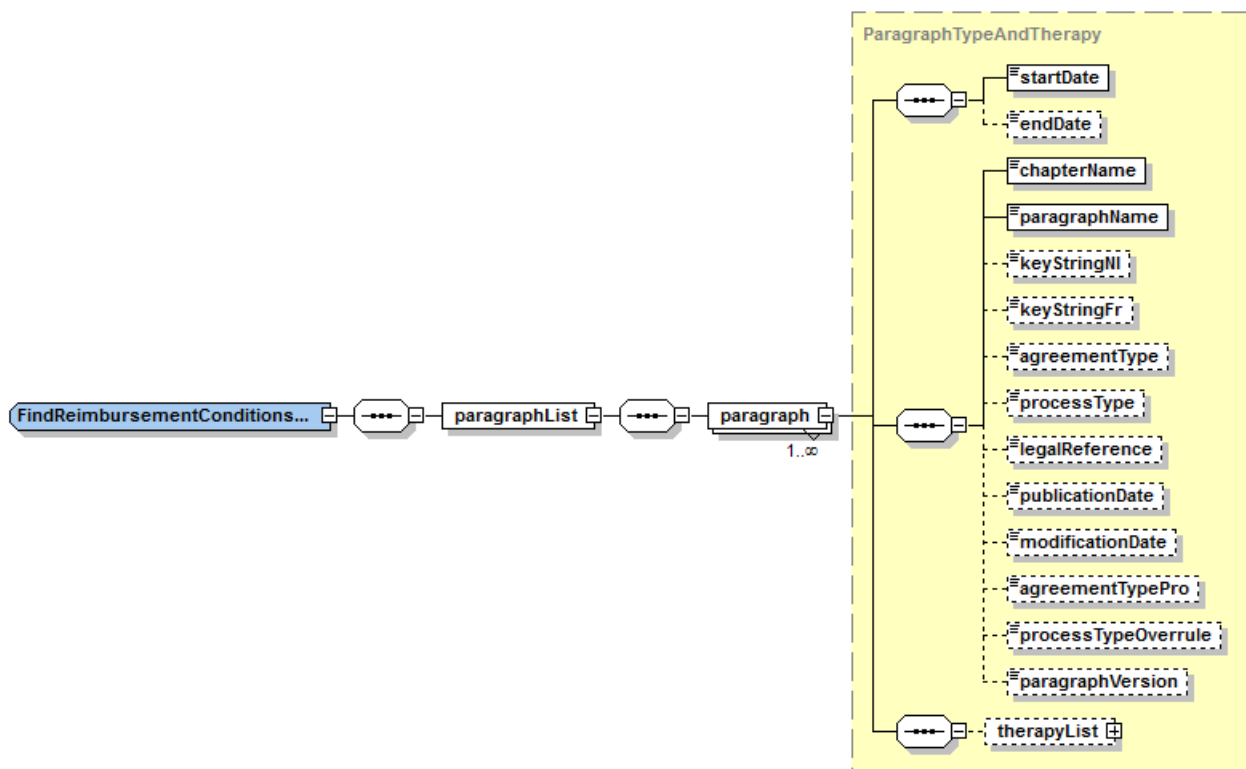 ParagraphTypeAndTherapy
startDate
endDate
chapterName
paragraphName
keyStringNl
keyStringFr
agreementType
FindReimbursementConditions...
paragraphList
paragraph
1..∞
processType
legalReference
publicationDate
modificationDate
agreementTypePro
processTypeOverrule
paragraphVersion
therapyList